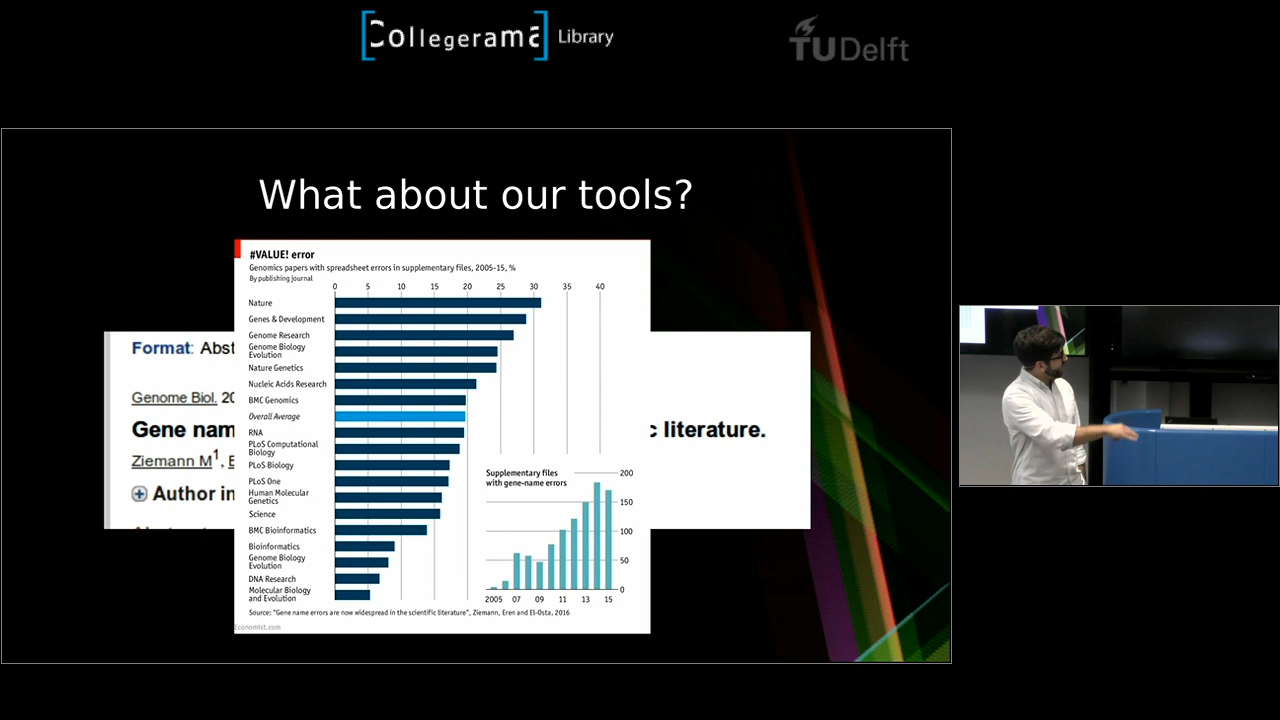 Collegerama Library
TU Delft
What about our tools?
#VALUE! error
Genomics papers with spreadsheet errors in supplementary files, 2005-15, %
By publishing journal
0 5 10 15 20 25 30 35 40
Nature
Genes & Development
Genome Research
Genome Biology
Evolution
Nature Genetics
Nucleic Acids Research
BMC Genomics
Overall Average
RNA
PLoS Computational
Biology
PLoS Biology
PLoS One
Human Molecular
Genetics
Science
BMC Bioinformatics
Bioinformatics
Genome Biology
Evolution
DNA Research
Molecular Biology
and Evolution
Supplementary files
with gene-name errors
200
150
100
50
0
2005 07 09 11 13 15
Source: "Gene name errors are now widespread in the scientific literature", Ziemann, Eren and El-Osta, 2016
Economist.com
Format: Abst
Genome Biol. 20
Gene nam
c literature.
Ziemann M1, E
Author in